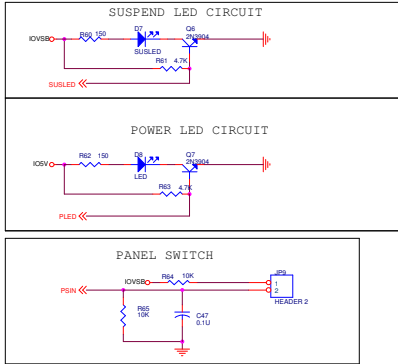 SUSPEND LED CIRCUIT
IOVSB
R60 150
D7
SUSLED
Q6
2N3904
R61 4.7K
SUSLED
POWER LED CIRCUIT
IO5V
R62 150
D8
LED
Q7
2N3904
R63 4.7K
PLED
PANEL SWITCH
IOVSB
R64 10K
JP9
1
2
HEADER 2
PSIN
R65
10K
C47
0.1U